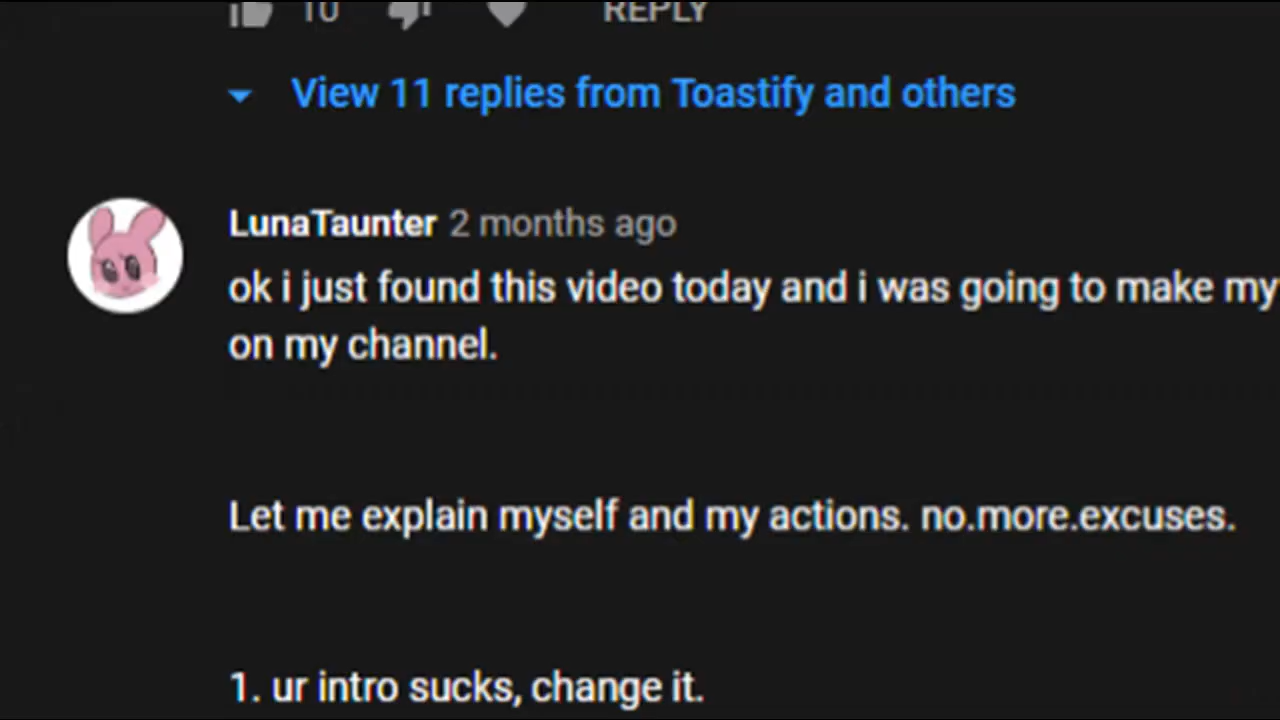 10 REPLY
View 11 replies from Toastify and others
LunaTaunter 2 months ago
ok i just found this video today and i was going to make my
on my channel.
Let me explain myself and my actions. no.more.excuses.
1. ur intro sucks, change it.